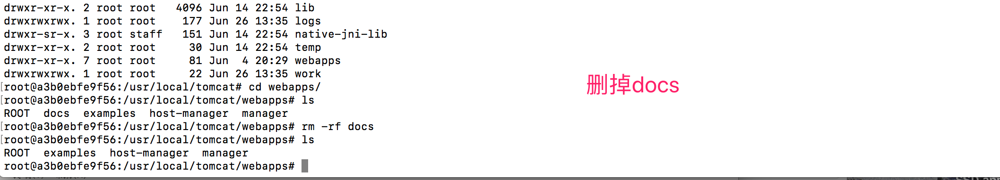 drwxr-xr-x. 2 root root   4096 Jun 14 22:54 lib
drwxrwxrwx. 1 root root    177 Jun 26 13:35 logs
drwxr-sr-x. 3 root staff   151 Jun 14 22:54 native-jni-lib
drwxr-xr-x. 2 root root     30 Jun 14 22:54 temp
drwxr-xr-x. 7 root root     81 Jun  4 20:29 webapps
drwxrwxrwx. 1 root root     22 Jun 26 13:35 work
[root@a3b0ebfe9f56:/usr/local/tomcat# cd webapps/
删掉docs
[root@a3b0ebfe9f56:/usr/local/tomcat/webapps# ls
ROOT  docs  examples  host-manager  manager
[root@a3b0ebfe9f56:/usr/local/tomcat/webapps# rm -rf docs
[root@a3b0ebfe9f56:/usr/local/tomcat/webapps# ls
ROOT  examples  host-manager  manager
root@a3b0ebfe9f56:/usr/local/tomcat/webapps#